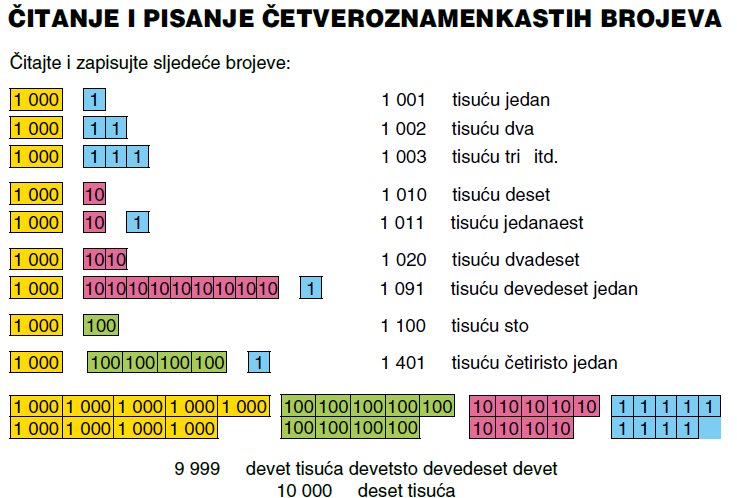 ČITANJE I PISANJE ČETVEROZNAMENKASTIH BROJEVA
Čitajte i zapisujte sljedeće brojeve:
1 000 1 1 001 tisuću jedan
1 000 1 1 1 002 tisuću dva
1 000 1 1 1 1 003 tisuću tri itd.
1 000 10 1 010 tisuću deset
1 000 10 1 1 011 tisuću jedanaest
1 000 10 10 1 020 tisuću dvadeset
1 000 10 10 10 10 10 10 10 10 10 1 1 091 tisuću devedeset jedan
1 000 100 1 100 tisuću sto
1 000 100 100 100 100 1 1 401 tisuću četiristo jedan
1 000 1 000 1 000 1 000 1 000 100 100 100 100 100 10 10 10 10 10 1 1 1 1 1
1 000 1 000 1 000 1 000 100 100 100 100 10 10 10 10 1 1 1 1
9 999 devet tisuća devetsto devedeset devet
10 000 deset tisuća